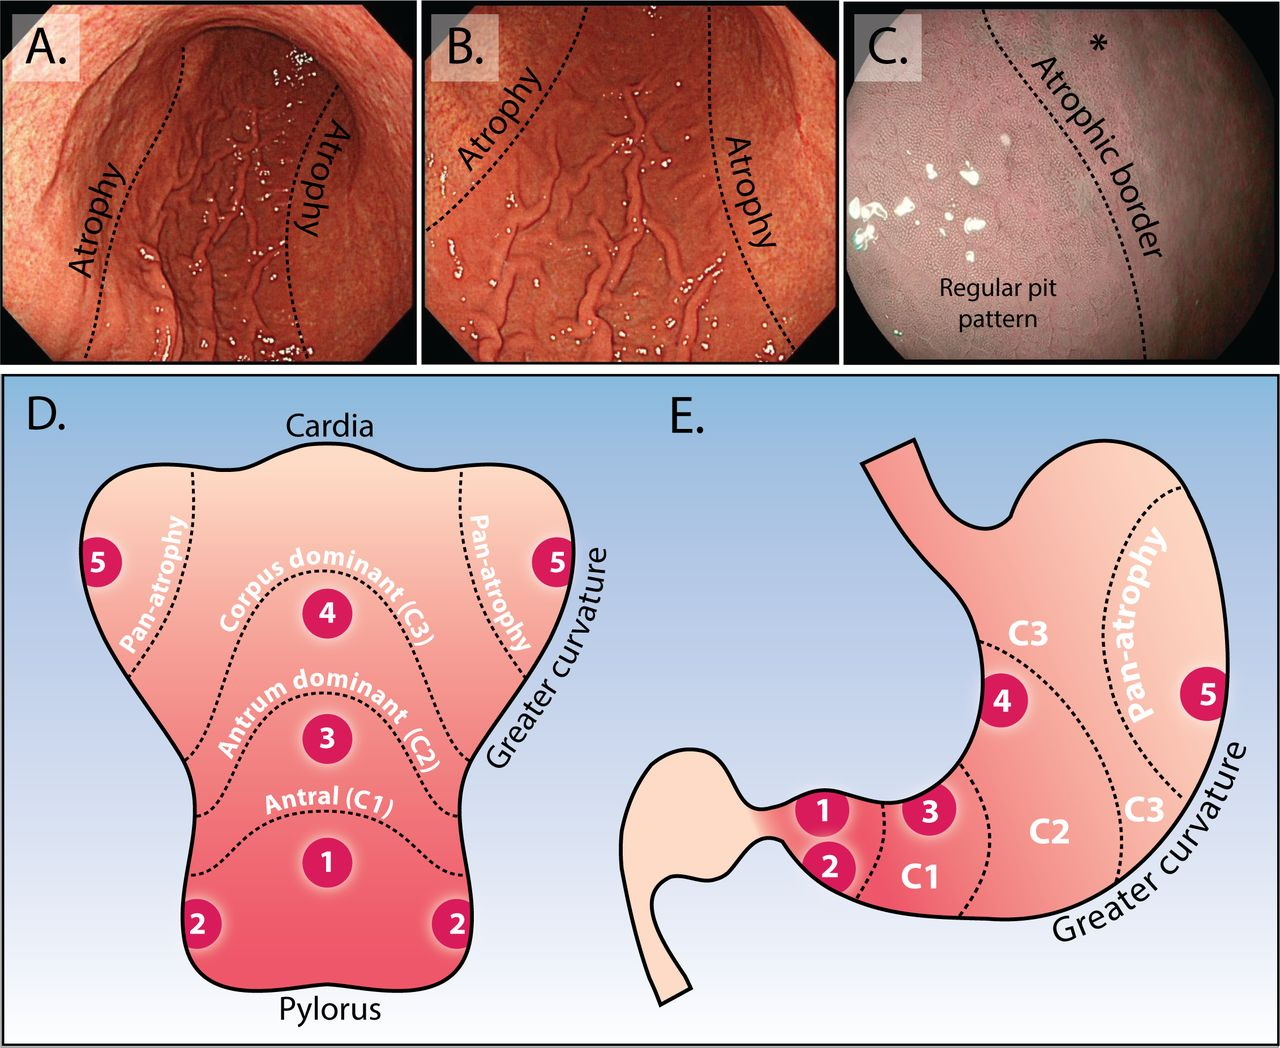 A.
Atrophy
Atrophy
B.
Atrophy
Atrophy
C.
*
Atrophic border
Regular pit
pattern
D.
Cardia
5
Pan-atrophy
Corpus dominant (C3)
4
Pan-atrophy
5
Greater curvature
Antrum dominant (C2)
3
Antral (C1)
1
2
2
Pylorus
E.
C3
Pan-atrophy
4
5
1
3
2
C1
C2
C3
Greater curvature